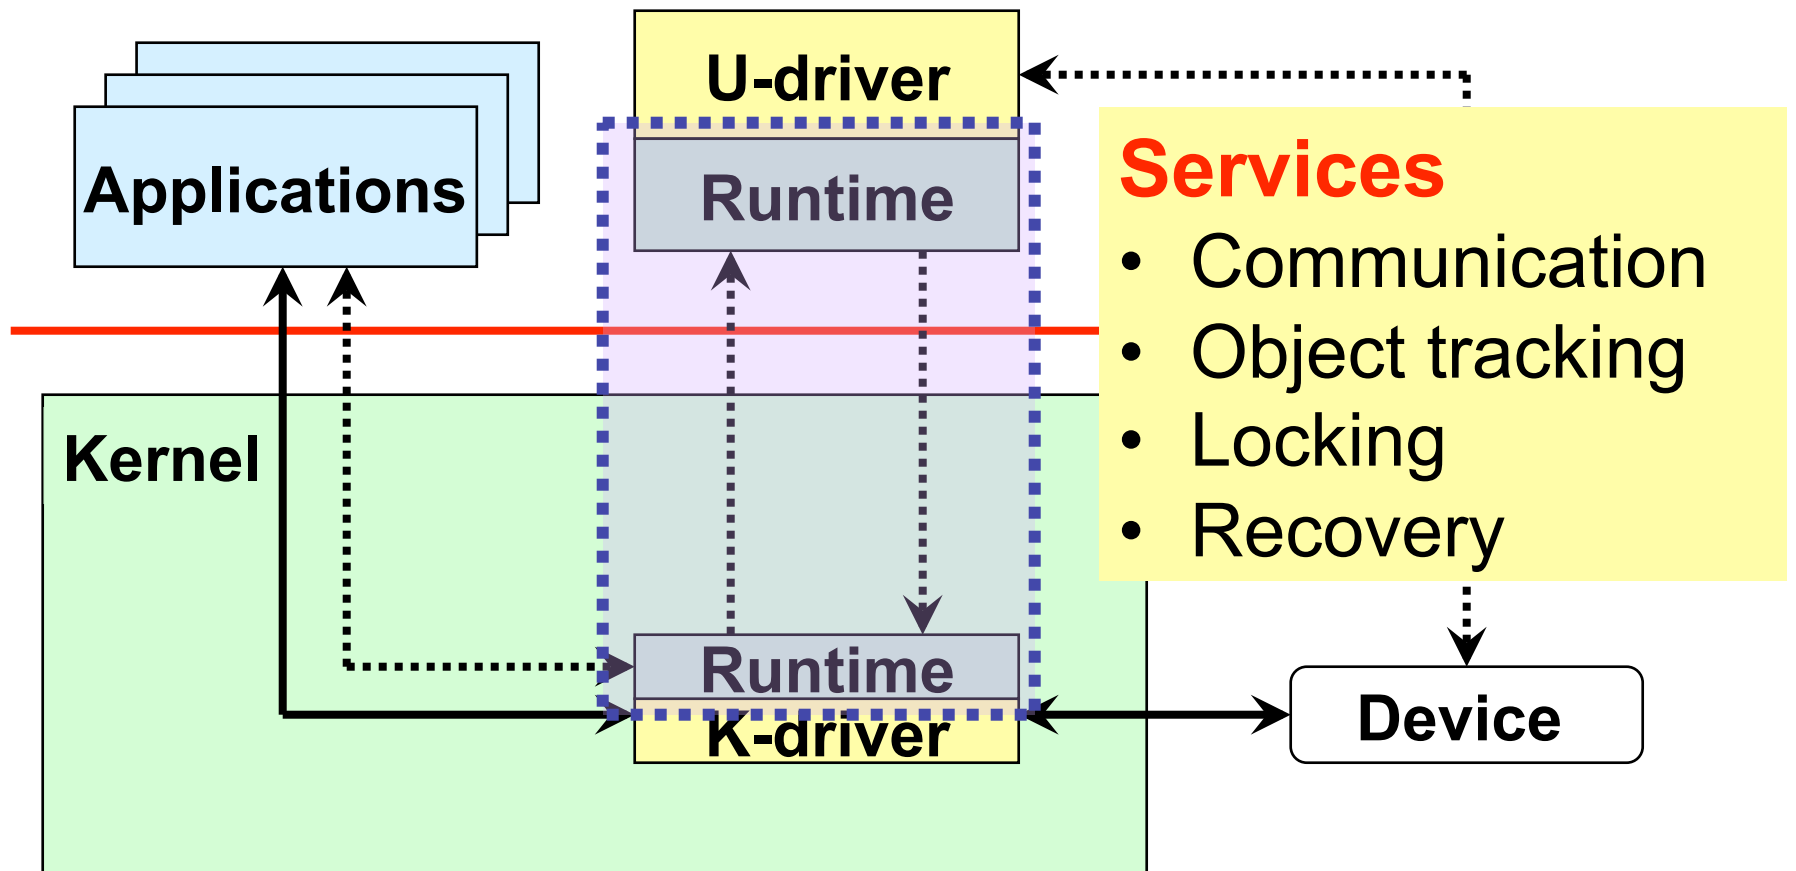 U-driver
Applications
Runtime
Services
• Communication
• Object tracking
• Locking
• Recovery
Kernel
Runtime
K-driver
Device